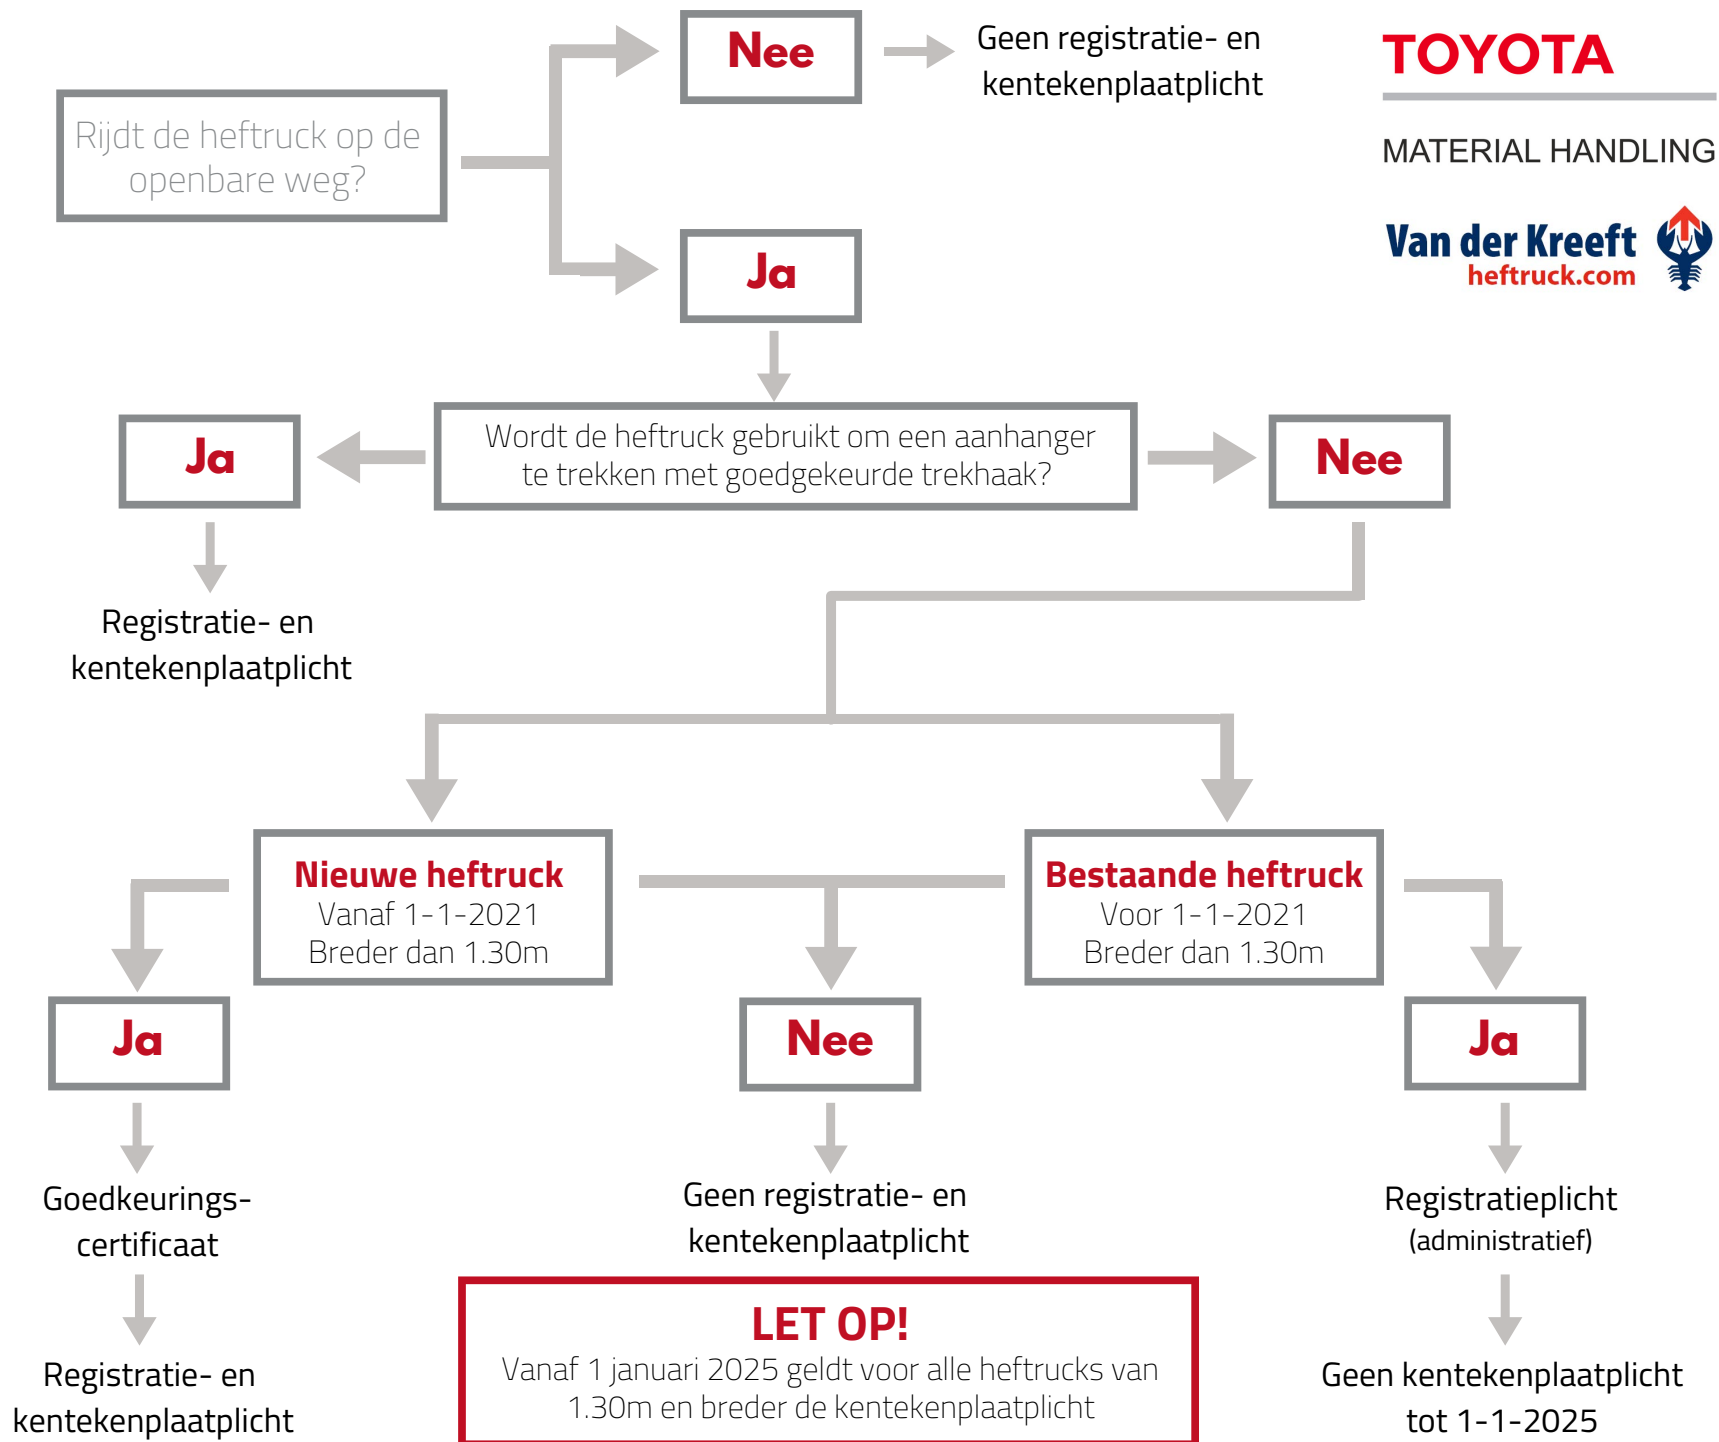 Nee
Geen registratie- en
kentekenplaatplicht
TOYOTA
MATERIAL HANDLING
Van der Kreeft
heftruck.com
Rijdt de heftruck op de
openbare weg?
Ja
Ja
Wordt de heftruck gebruikt om een aanhanger
te trekken met goedgekeurde trekhaak?
Nee
Registratie- en
kentekenplaatplicht
Nieuwe heftruck
Vanaf 1-1-2021
Breder dan 1.30m
Bestaande heftruck
Voor 1-1-2021
Breder dan 1.30m
Ja
Nee
Ja
Goedkeurings-
certificaat
Geen registratie- en
kentekenplaatplicht
Registratieplicht
(administratief)
Registratie- en
kentekenplaatplicht
LET OP!
Vanaf 1 januari 2025 geldt voor alle heftrucks van
1.30m en breder de kentekenplaatplicht
Geen kentekenplaatplicht
tot 1-1-2025